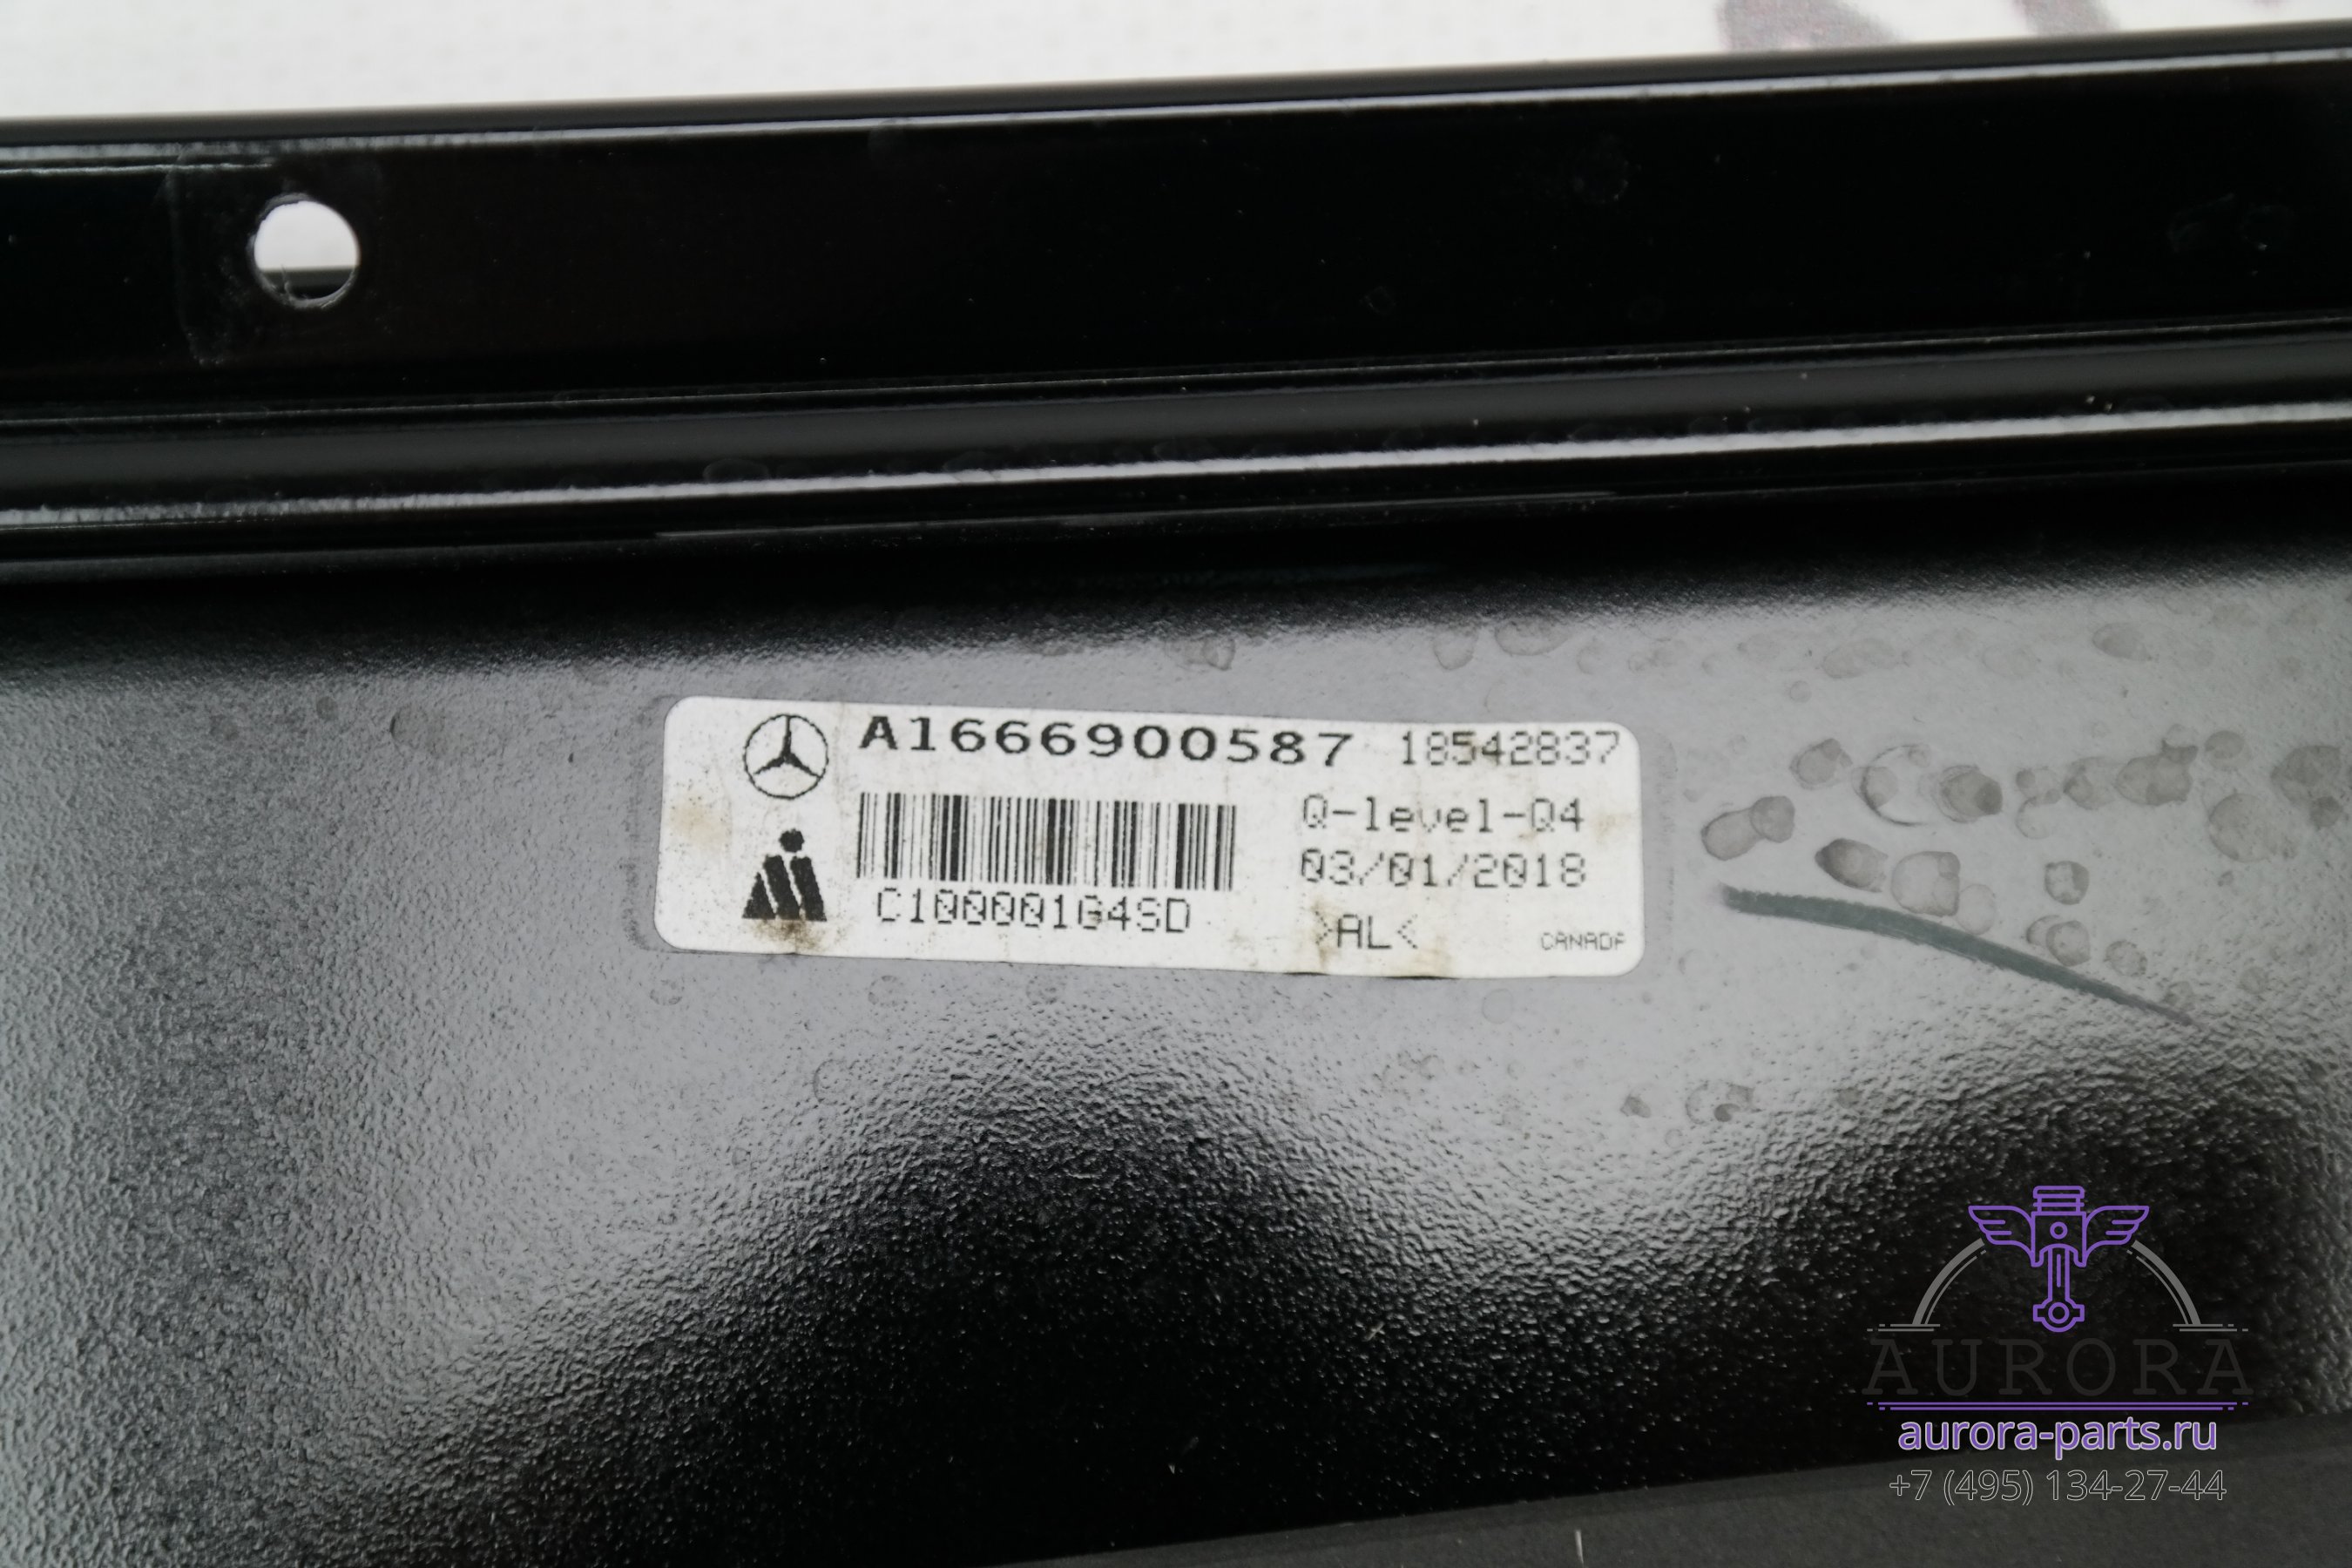 A1666900587 18542837
Q-level-Q4
03/01/2018
C100001G4SD
>AL<
CANADA
AURORA
aurora-parts.ru
+7 (495) 134-27-44